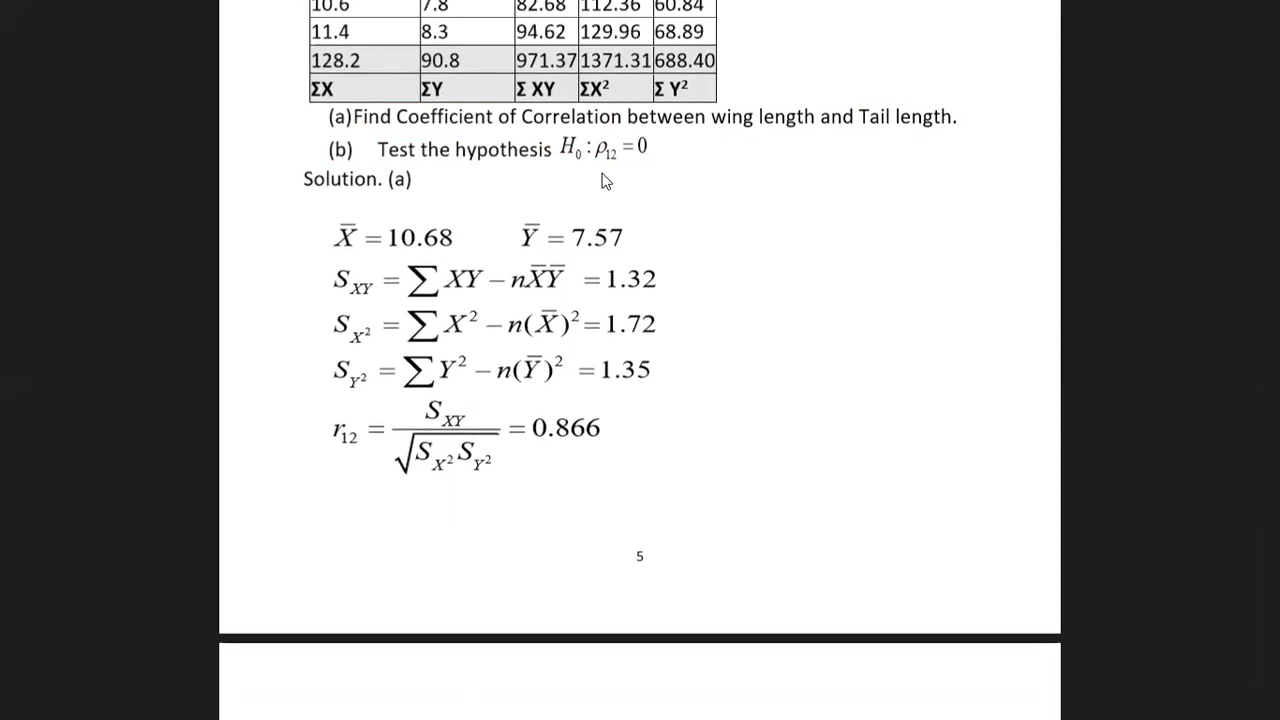 10.6 7.8 82.68 112.36 60.84
11.4 8.3 94.62 129.96 68.89
128.2 90.8 971.37 1371.31 688.40
ΣX ΣY Σ XY ΣX² Σ Y²
(a)Find Coefficient of Correlation between wing length and Tail length.
(b) Test the hypothesis H₀ : ρ₁₂ = 0
Solution. (a)
X̅ = 10.68 Y̅ = 7.57
S_XY = ∑ XY − nX̅Y̅ = 1.32
S_X² = ∑ X² − n(X̅)² = 1.72
S_Y² = ∑ Y² − n(Y̅)² = 1.35
r₁₂ = S_XY / √(S_X² S_Y²) = 0.866
5